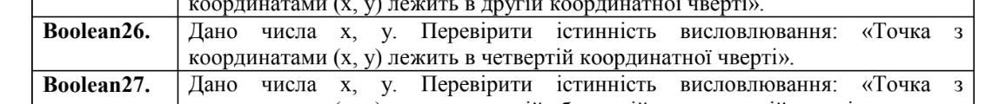 координатами (x, y) лежить в другій координатної чверті».
Boolean26. Дано числа x, y. Перевірити істинність висловлювання: «Точка з
координатами (x, y) лежить в четвертій координатної чверті».
Boolean27. Дано числа x, y. Перевірити істинність висловлювання: «Точка з